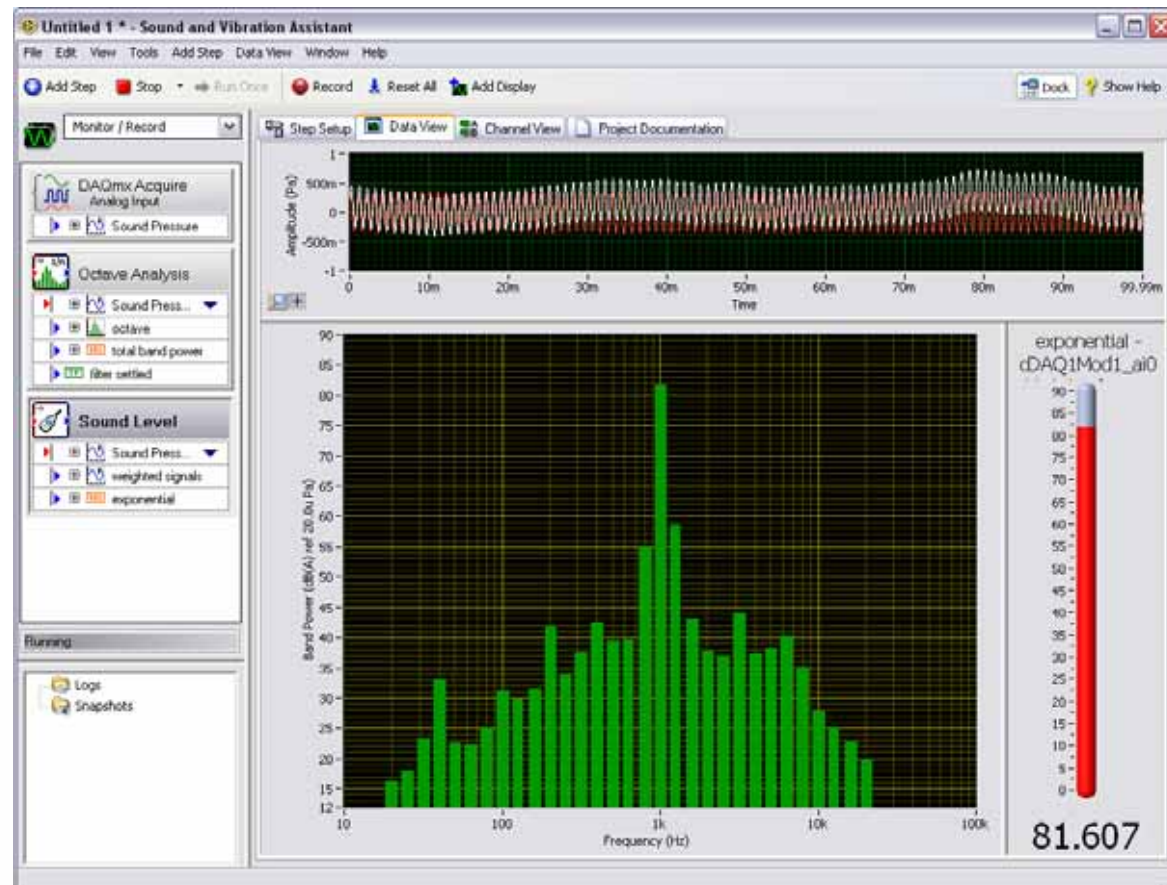 Untitled 1 * - Sound and Vibration Assistant
File Edit View Tools Add Step Data View Window Help
Add Step Stop Run Once Record Reset All Add Display Dock Show Help
Monitor / Record
Step Setup Data View Channel View Project Documentation
DAQmx Acquire
Analog Input
Sound Pressure
Octave Analysis
Sound Press...
octave
total band power
filter settled
Sound Level
Sound Press...
weighted signals
exponential
Running
Logs
Snapshots
Amplitude (Pa)
1
500m
0
-500m
-1
0 10m 20m 30m 40m 50m 60m 70m 80m 90m 99.99m
Time
Band Power (dB(A) rel 20.0u Pa)
90
85
80
75
70
65
60
55
50
45
40
35
30
25
20
15
12
10 100 1k 10k 100k
Frequency (Hz)
exponential -
cDAQ1Mod1_ai0
90
85
80
75
70
65
60
55
50
45
40
35
30
25
20
15
10
5
0
81.607